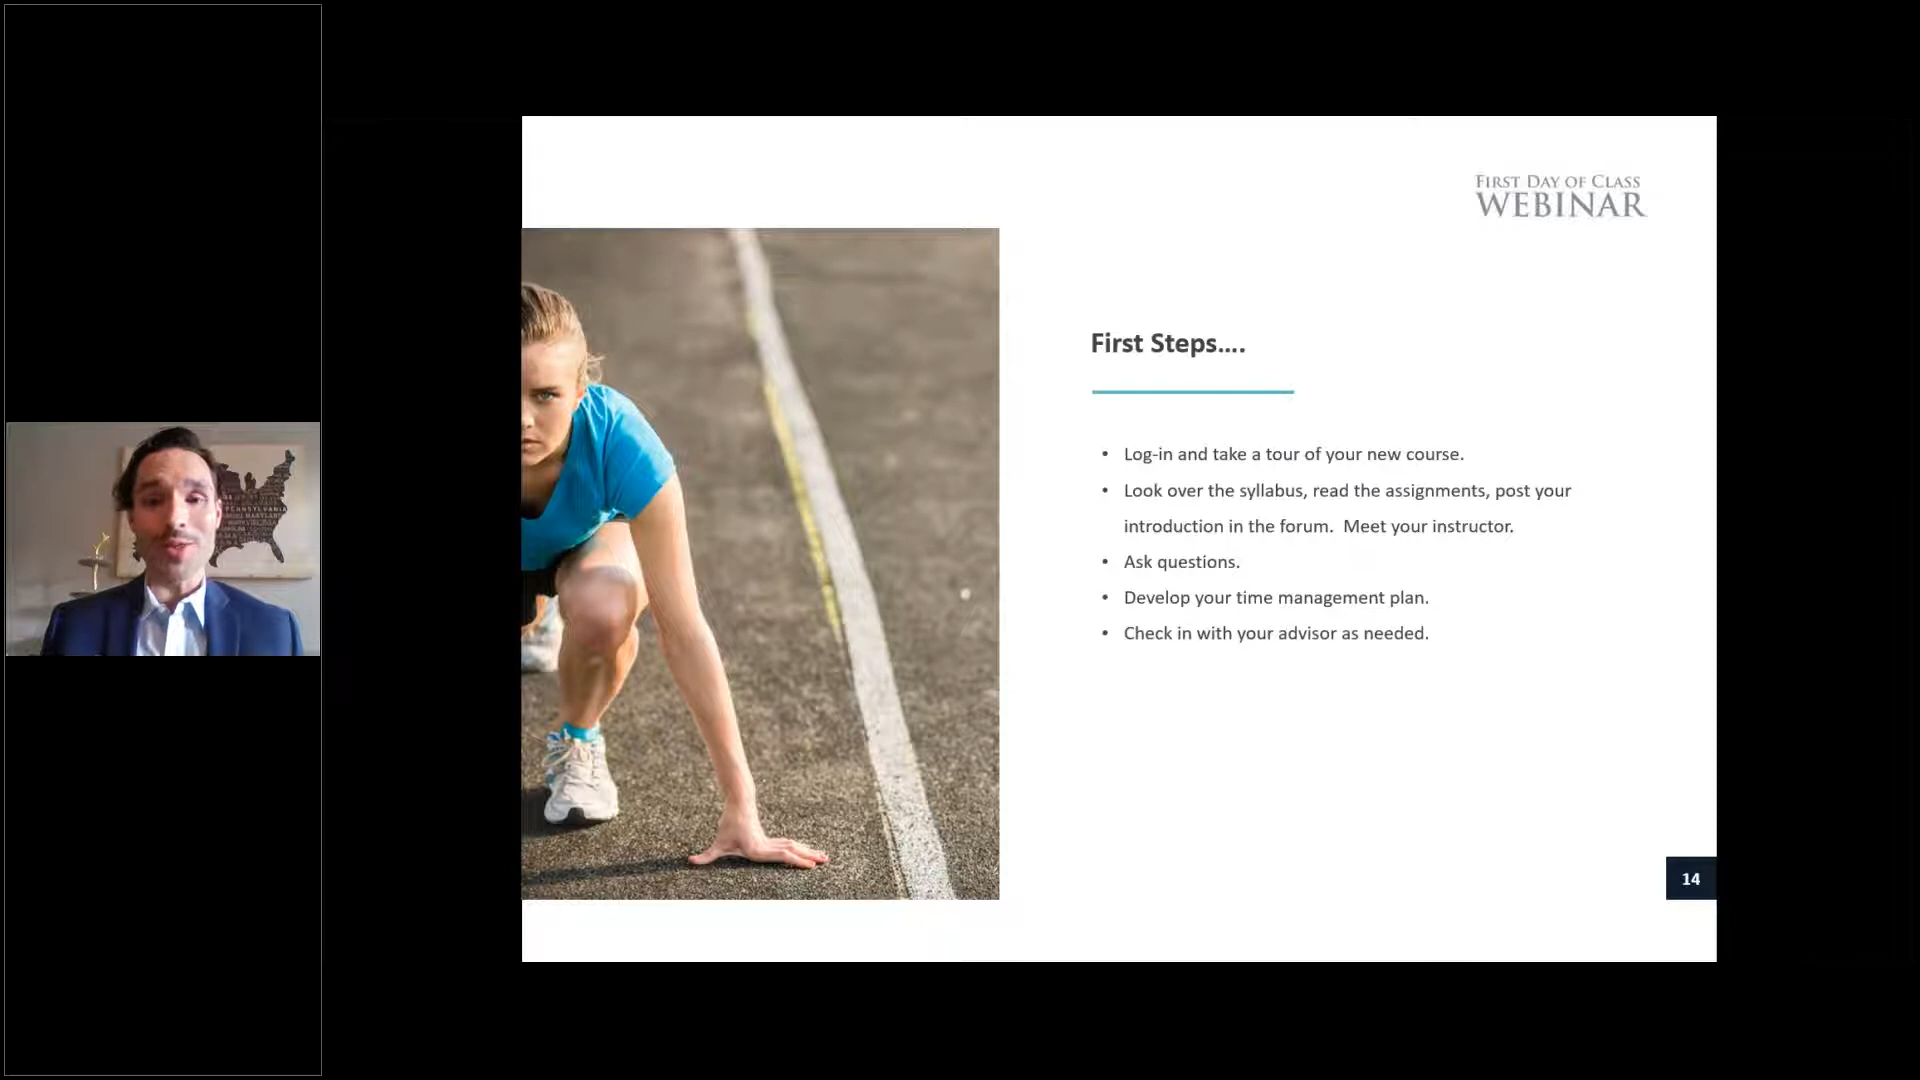 FIRST DAY OF CLASS
WEBINAR
First Steps....
• Log-in and take a tour of your new course.
• Look over the syllabus, read the assignments, post your
introduction in the forum.  Meet your instructor.
• Ask questions.
• Develop your time management plan.
• Check in with your advisor as needed.
14
PENNSYLVANIA